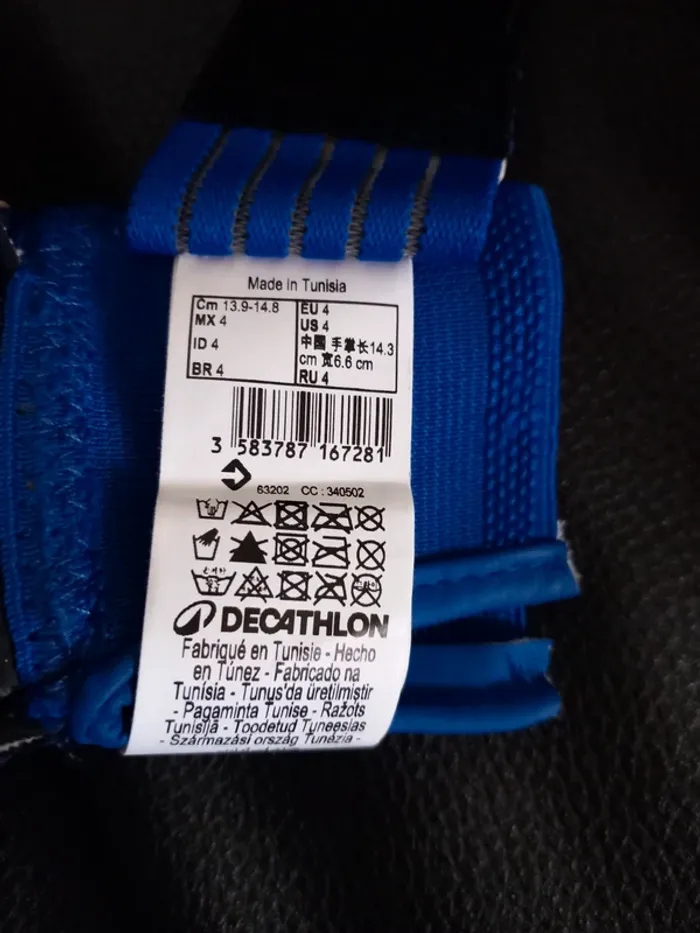 Made in Tunisia
Cm 13.9-14.8
MX 4
ID 4
BR 4
EU 4
US 4
中国 手掌长14.3
cm 宽6.6 cm
RU 4
3 583787 167281
63202 CC : 340502
DECATHLON
Fabriqué en Tunisie - Hecho
en Túnez - Fabricado na
Tunísia - Tunus'da üretilmiştir
- Pagaminta Tunise - Ražots
Tunisijā - Toodetud Tuneesias
- Származási ország Tunézia -